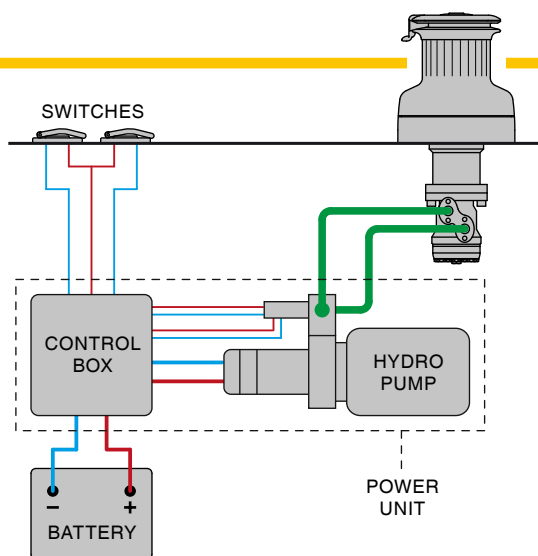 SWITCHES
CONTROL
BOX
HYDRO
PUMP
POWER
UNIT
– +
BATTERY